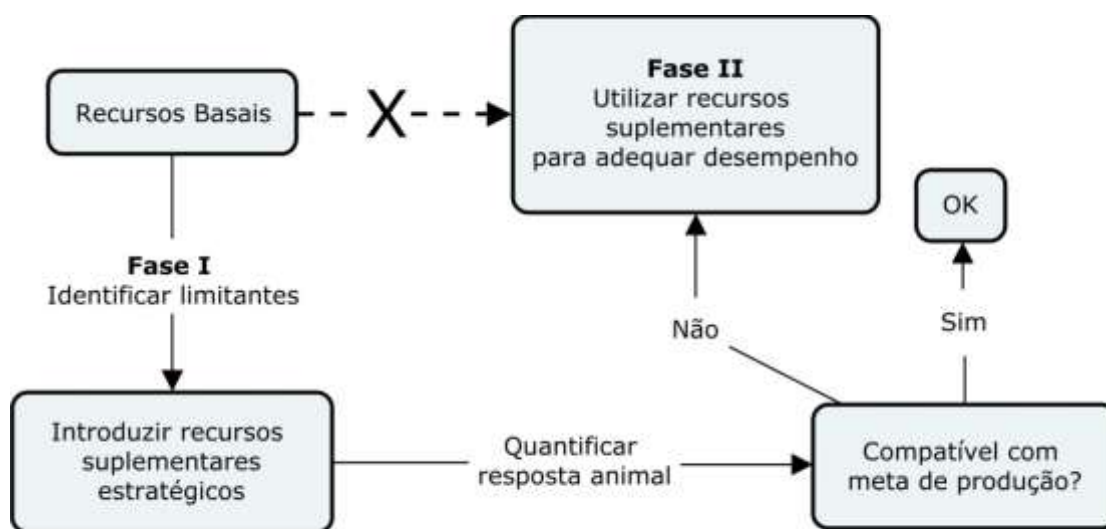 Recursos Basais
X
Fase II
Utilizar recursos
suplementares
para adequar desempenho
OK
Fase I
Identificar limitantes
Não
Sim
Introduzir recursos
suplementares
estratégicos
Quantificar
resposta animal
Compatível com
meta de produção?